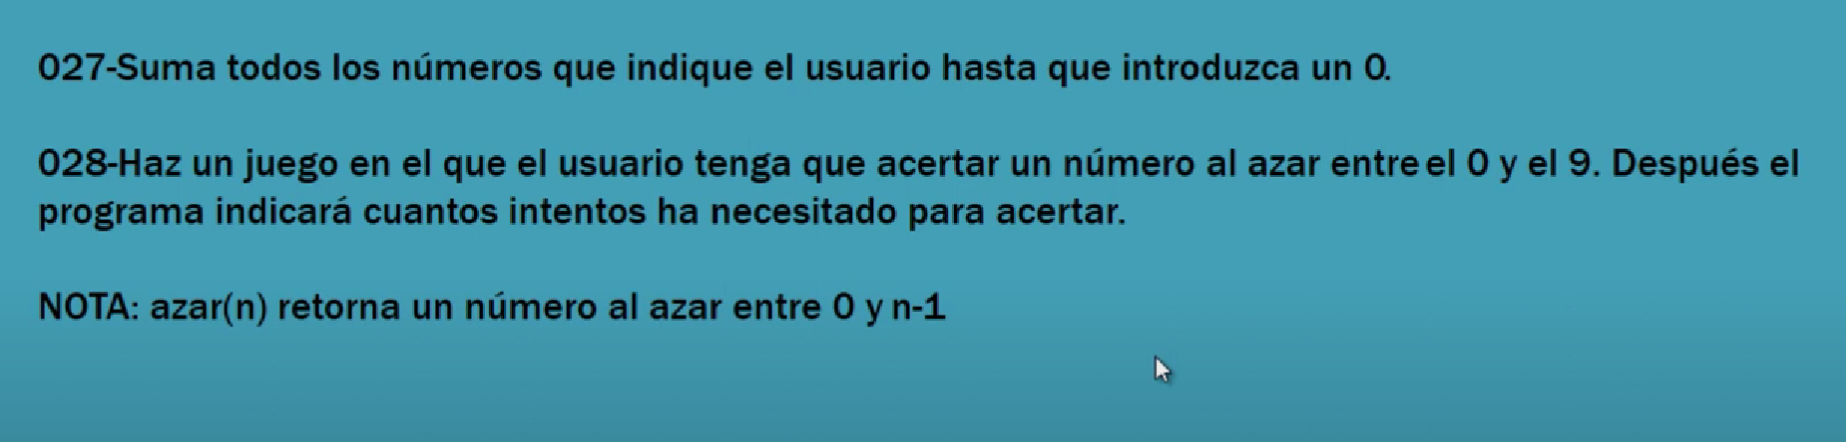 027-Suma todos los números que indique el usuario hasta que introduzca un 0.
028-Haz un juego en el que el usuario tenga que acertar un número al azar entre el 0 y el 9. Después el
programa indicará cuantos intentos ha necesitado para acertar.
NOTA: azar(n) retorna un número al azar entre 0 y n-1